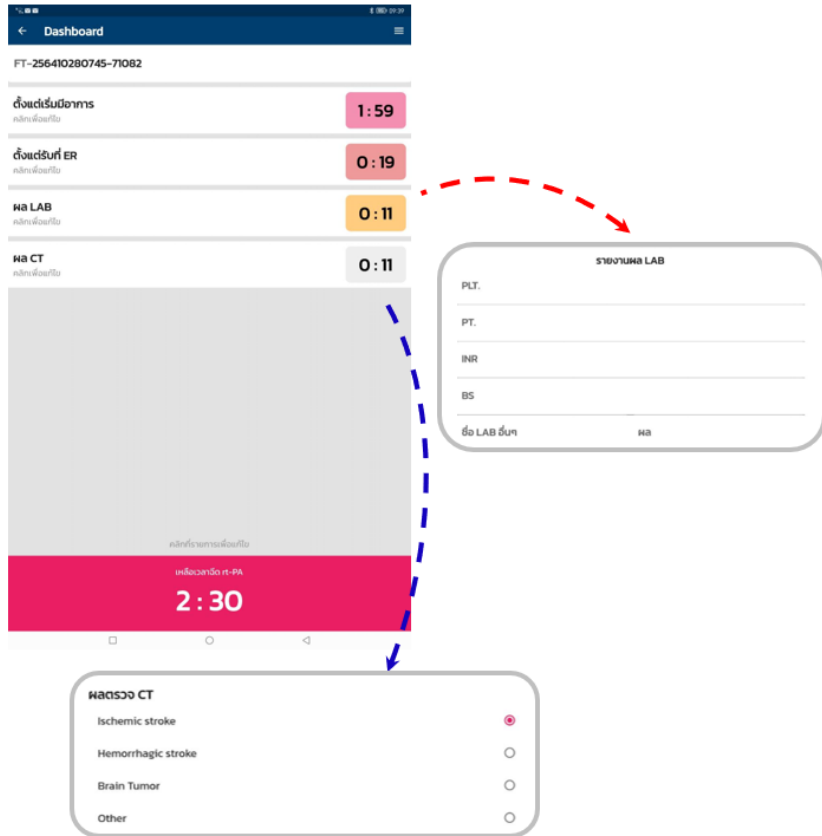 09:39
Dashboard
FT-256410280745-71082
ตั้งแต่เริ่มมีอาการ
คลิกเพื่อแก้ไข
1 : 59
ตั้งแต่รับที่ ER
คลิกเพื่อแก้ไข
0 : 19
ผล LAB
คลิกเพื่อแก้ไข
0 : 11
ผล CT
คลิกเพื่อแก้ไข
0 : 11
คลิกที่รายการเพื่อแก้ไข
เหลือเวลาฉีด rt-PA
2 : 30
รายงานผล LAB
PLT.
PT.
INR
BS
ชื่อ LAB อื่นๆ ผล
ผลตรวจ CT
Ischemic stroke
Hemorrhagic stroke
Brain Tumor
Other